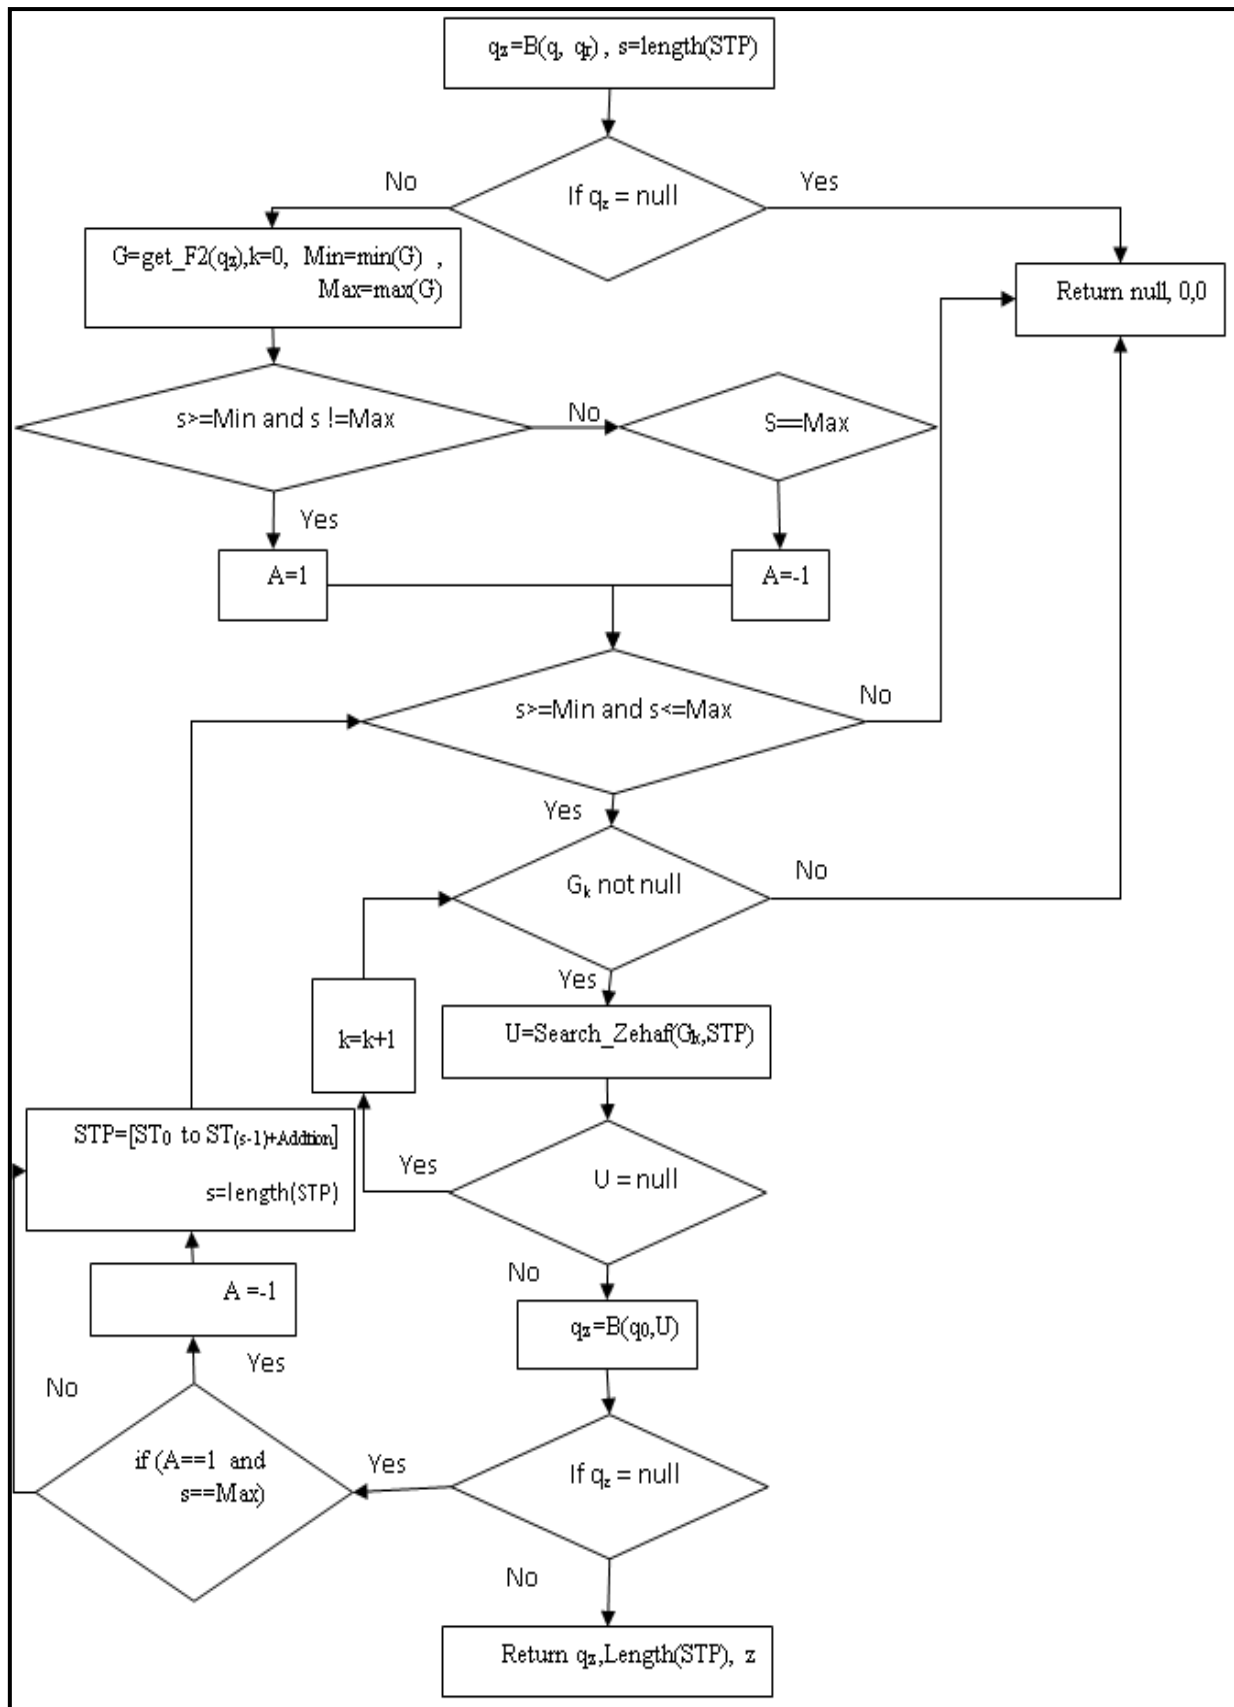 qz=B(q, qr) , s=length(STP)
If qz = null
No
Yes
G=get_F2(qz),k=0, Min=min(G) ,
Max=max(G)
Return null, 0,0
s>=Min and s !=Max
No
S==Max
Yes
A=1
A=-1
s>=Min and s<=Max
No
Yes
Gk not null
No
Yes
k=k+1
U=Search_Zehaf(Gk,STP)
STP=[ST0 to ST(s-1)+Addtion]
s=length(STP)
Yes
U = null
No
A =-1
qz=B(q0,U)
Yes
No
if (A==1 and
s==Max)
Yes
If qz = null
No
Return qz,Length(STP), z